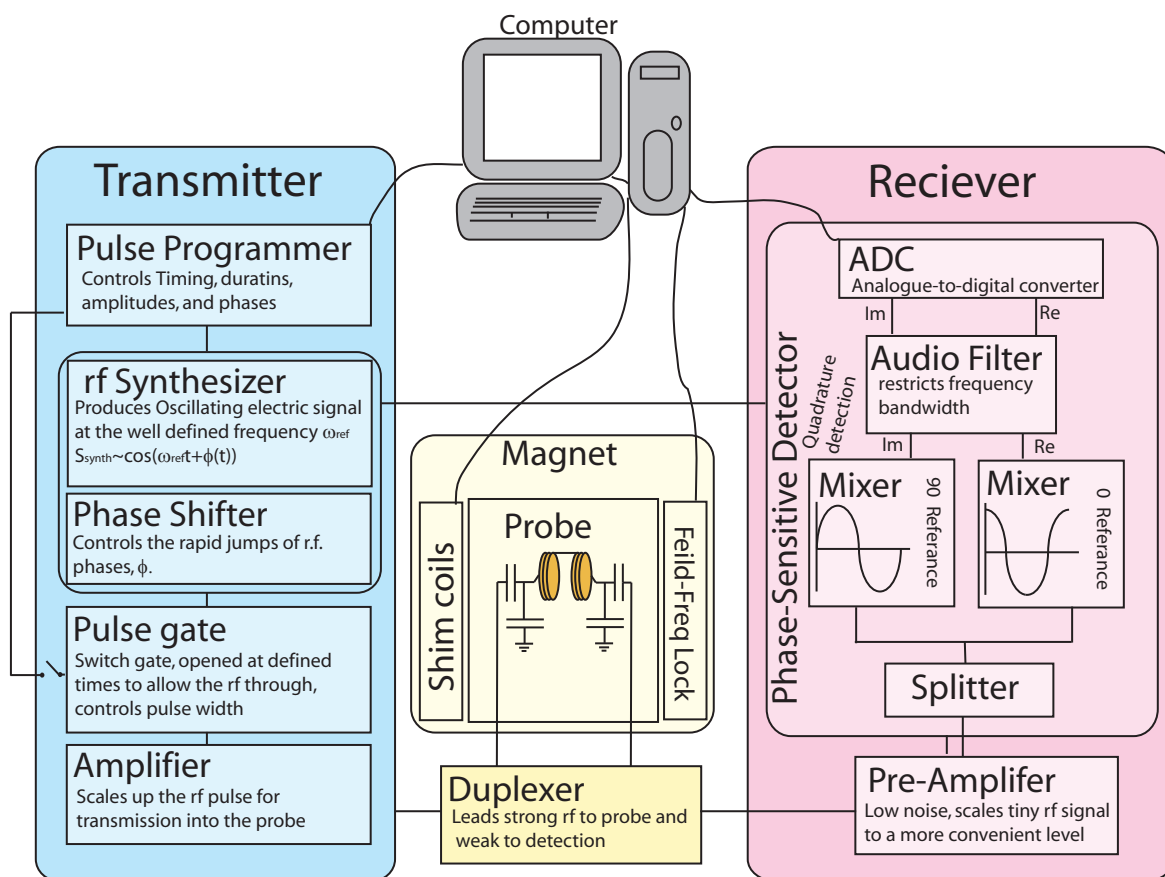 Computer
Transmitter
Pulse Programmer
Controls Timing, duratins,
amplitudes, and phases
rf Synthesizer
Produces Oscillating electric signal
at the well defined frequency ωref
Ssynth~cos(ωreft+ϕ(t))
Phase Shifter
Controls the rapid jumps of r.f.
phases, ϕ.
Pulse gate
Switch gate, opened at defined
times to allow the rf through,
controls pulse width
Amplifier
Scales up the rf pulse for
transmission into the probe
Magnet
Shim coils
Probe
Feild-Freq Lock
Duplexer
Leads strong rf to probe and
weak to detection
Reciever
Phase-Sensitive Detector
ADC
Analogue-to-digital converter
Im
Re
Audio Filter
restricts frequency
bandwidth
Quadrature
detection
Im
Re
Mixer
90 Referance
Mixer
0 Referance
Splitter
Pre-Amplifer
Low noise, scales tiny rf signal
to a more convenient level